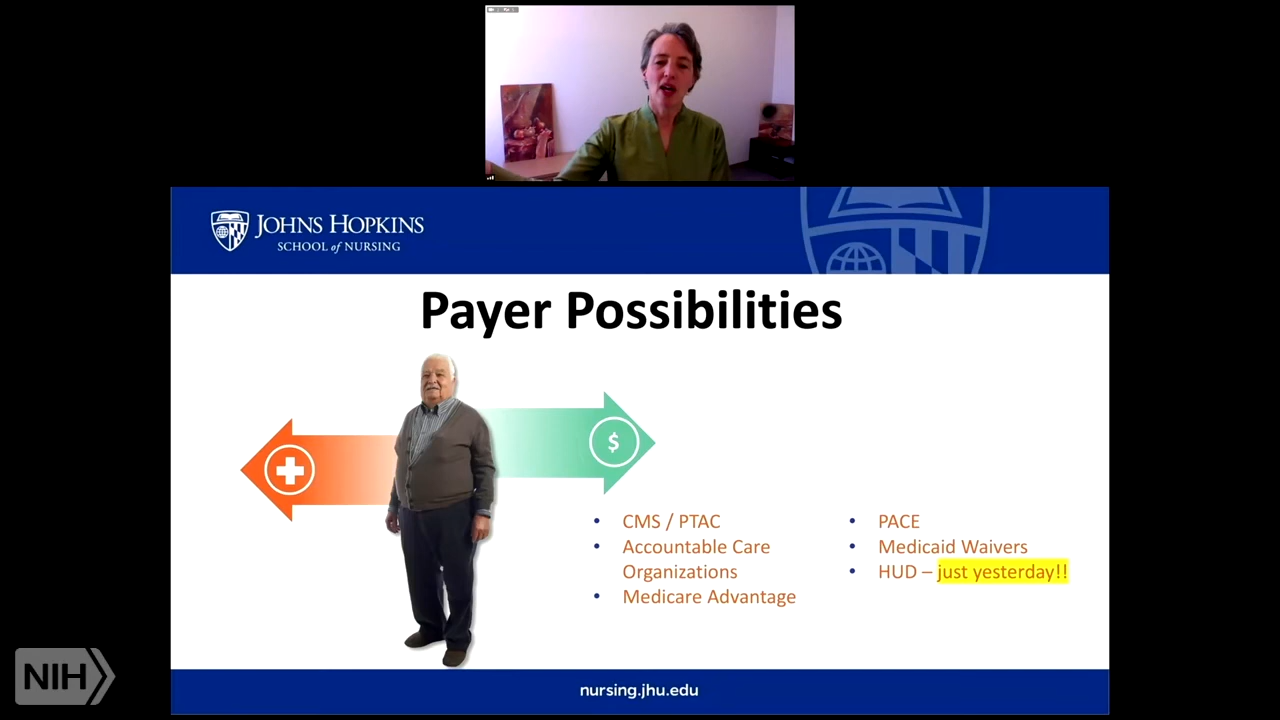 JOHNS HOPKINS
SCHOOL of NURSING
Payer Possibilities
$
• CMS / PTAC
• Accountable Care
Organizations
• Medicare Advantage
• PACE
• Medicaid Waivers
• HUD – just yesterday!!
NIH
nursing.jhu.edu